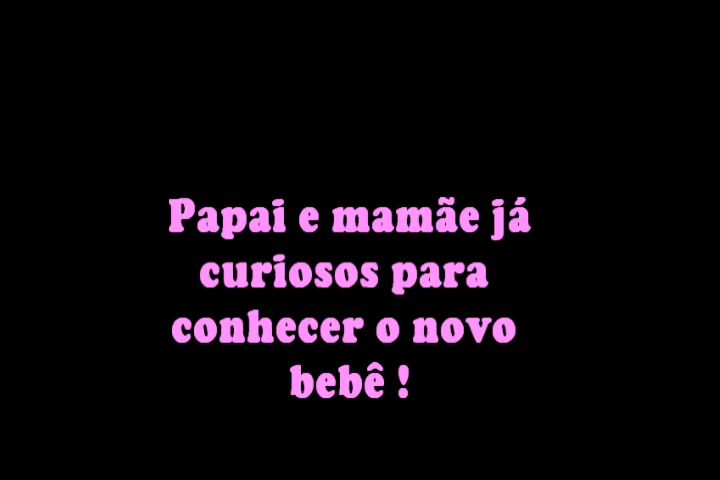 Papai e mamãe já
curiosos para
conhecer o novo
bebê !